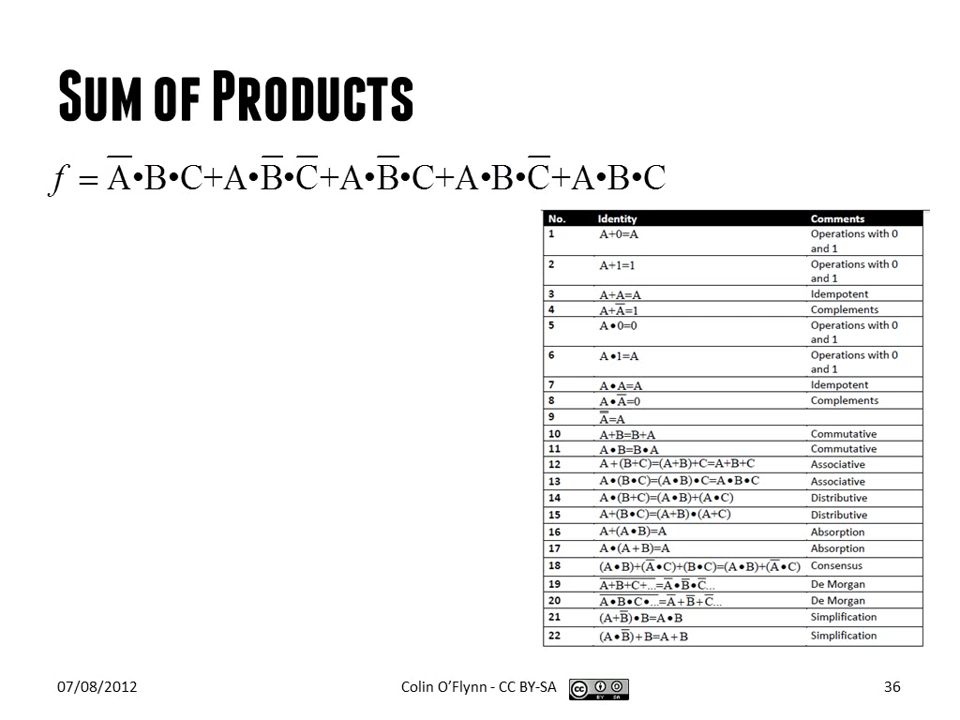 SUM OF PRODUCTS
f = A̅•B•C+A•B̅•C̅+A•B̅•C+A•B•C̅+A•B•C
No. Identity Comments
1 A+0=A Operations with 0
and 1
2 A+1=1 Operations with 0
and 1
3 A+A=A Idempotent
4 A+A̅=1 Complements
5 A•0=0 Operations with 0
and 1
6 A•1=A Operations with 0
and 1
7 A•A=A Idempotent
8 A•A̅=0 Complements
9 A̿=A
10 A+B=B+A Commutative
11 A•B=B•A Commutative
12 A+(B+C)=(A+B)+C=A+B+C Associative
13 A•(B•C)=(A•B)•C=A•B•C Associative
14 A•(B+C)=(A•B)+(A•C) Distributive
15 A+(B•C)=(A+B)•(A+C) Distributive
16 A+(A•B)=A Absorption
17 A•(A+B)=A Absorption
18 (A•B)+(A̅•C)+(B•C)=(A•B)+(A̅•C) Consensus
19 A̅+̅B̅+̅C̅+̅.̅.̅.̅=A̅•B̅•C̅... De Morgan
20 A̅•̅B̅•̅C̅•̅.̅.̅.̅=A̅+B̅+C̅... De Morgan
21 (A+B̅)•B=A•B Simplification
22 (A•B̅)+B=A+B Simplification
07/08/2012 Colin O’Flynn - CC BY-SA cc BY SA 36